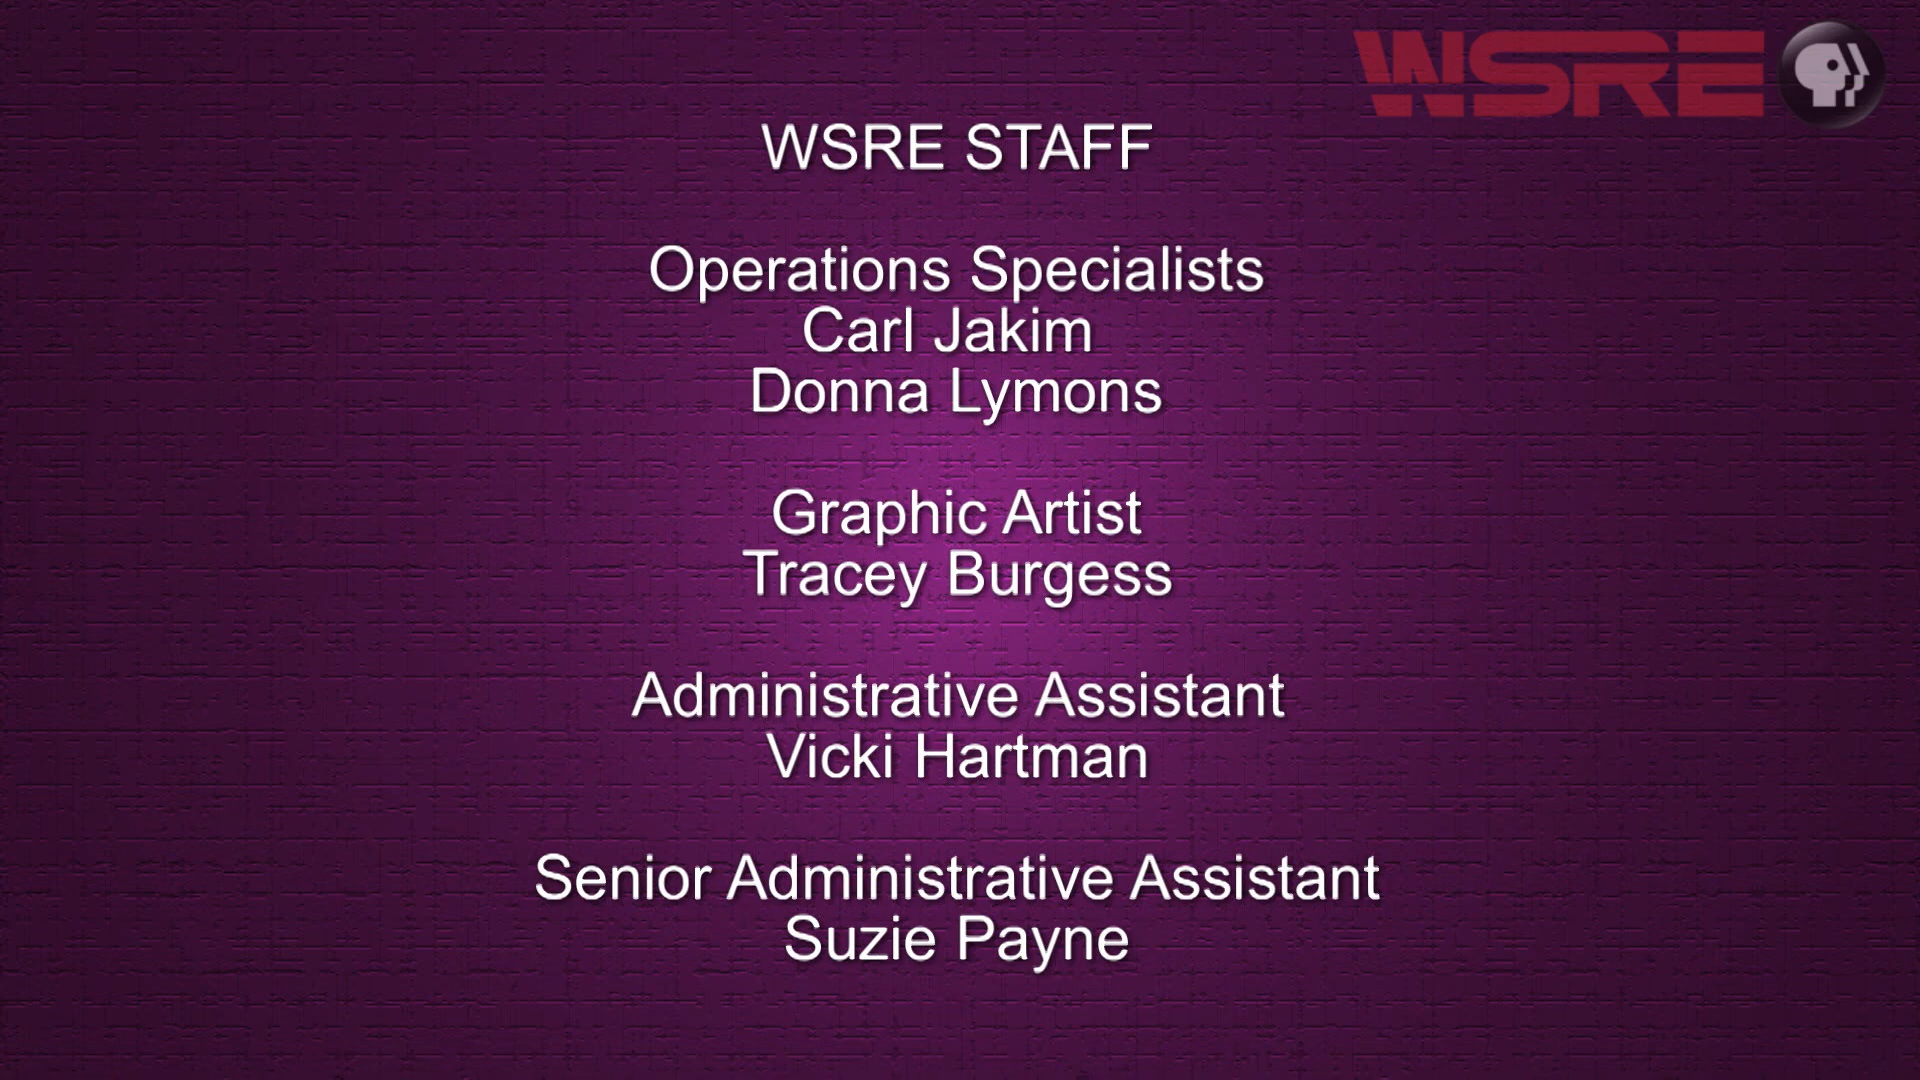 WSRE
WSRE STAFF
Operations Specialists
Carl Jakim
Donna Lymons
Graphic Artist
Tracey Burgess
Administrative Assistant
Vicki Hartman
Senior Administrative Assistant
Suzie Payne